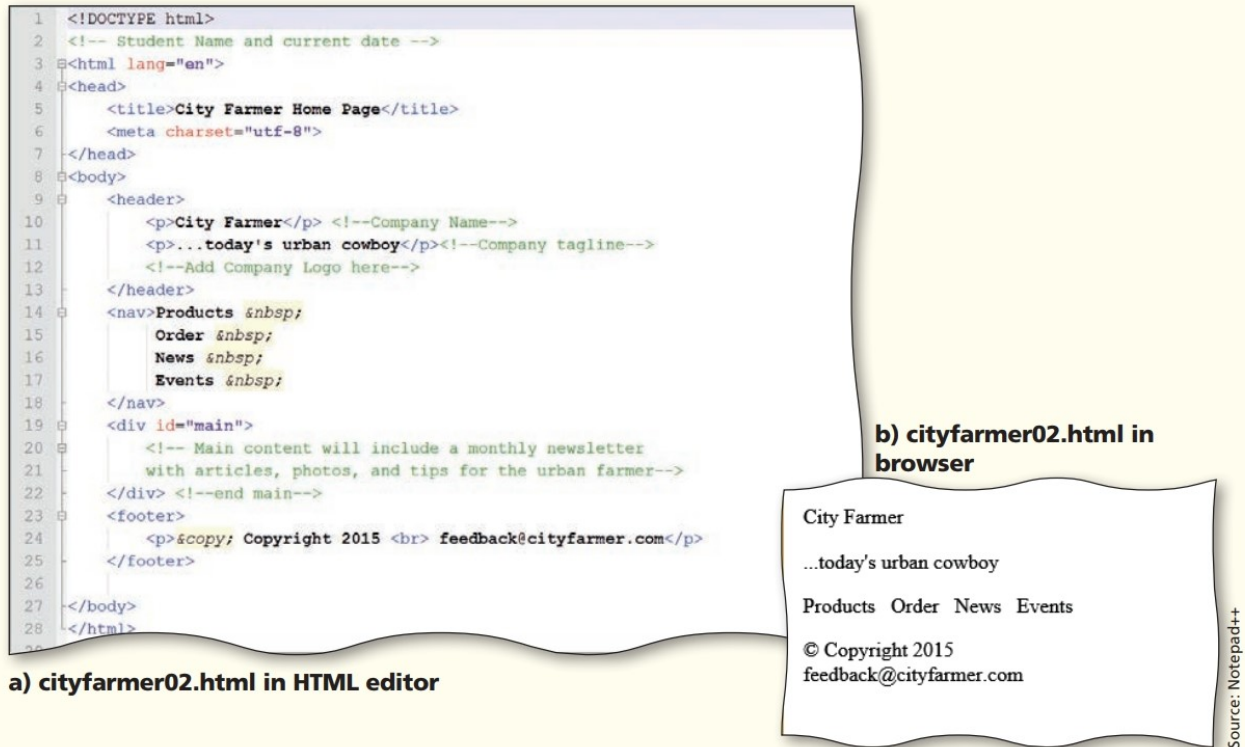 1 <!DOCTYPE html>
2 <!-- Student Name and current date -->
3 <html lang="en">
4 <head>
5 <title>City Farmer Home Page</title>
6 <meta charset="utf-8">
7 </head>
8 <body>
9 <header>
10 <p>City Farmer</p> <!--Company Name-->
11 <p>...today's urban cowboy</p><!--Company tagline-->
12 <!--Add Company Logo here-->
13 </header>
14 <nav>Products &nbsp;
15 Order &nbsp;
16 News &nbsp;
17 Events &nbsp;
18 </nav>
19 <div id="main">
20 <!-- Main content will include a monthly newsletter
21 with articles, photos, and tips for the urban farmer-->
22 </div> <!--end main-->
23 <footer>
24 <p>&copy; Copyright 2015 <br> feedback@cityfarmer.com</p>
25 </footer>
26
27 </body>
28 </html>
a) cityfarmer02.html in HTML editor
b) cityfarmer02.html in
browser
City Farmer
...today's urban cowboy
Products Order News Events
© Copyright 2015
feedback@cityfarmer.com
Source: Notepad++